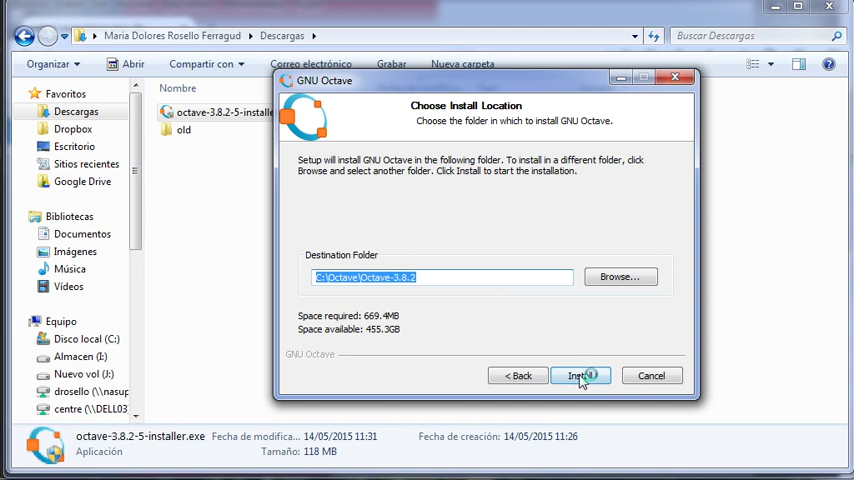 Maria Dolores Rosello Ferragud
Descargas
Buscar Descargas
Organizar
Abrir
Compartir con
Correo electrónico
Grabar
Nueva carpeta
Favoritos
Descargas
Dropbox
Escritorio
Sitios recientes
Google Drive
Bibliotecas
Documentos
Imágenes
Música
Vídeos
Equipo
Disco local (C:)
Almacen (I:)
Nuevo vol (J:)
drosello (\\nasup
centre (\\DELL03
Nombre
octave-3.8.2-5-installe
old
GNU Octave
Choose Install Location
Choose the folder in which to install GNU Octave.
Setup will install GNU Octave in the following folder. To install in a different folder, click
Browse and select another folder. Click Install to start the installation.
Destination Folder
C:\Octave\Octave-3.8.2
Browse...
Space required: 669.4MB
Space available: 455.3GB
GNU Octave
< Back
Install
Cancel
octave-3.8.2-5-installer.exe
Fecha de modifica... 14/05/2015 11:31
Fecha de creación: 14/05/2015 11:26
Aplicación
Tamaño: 118 MB